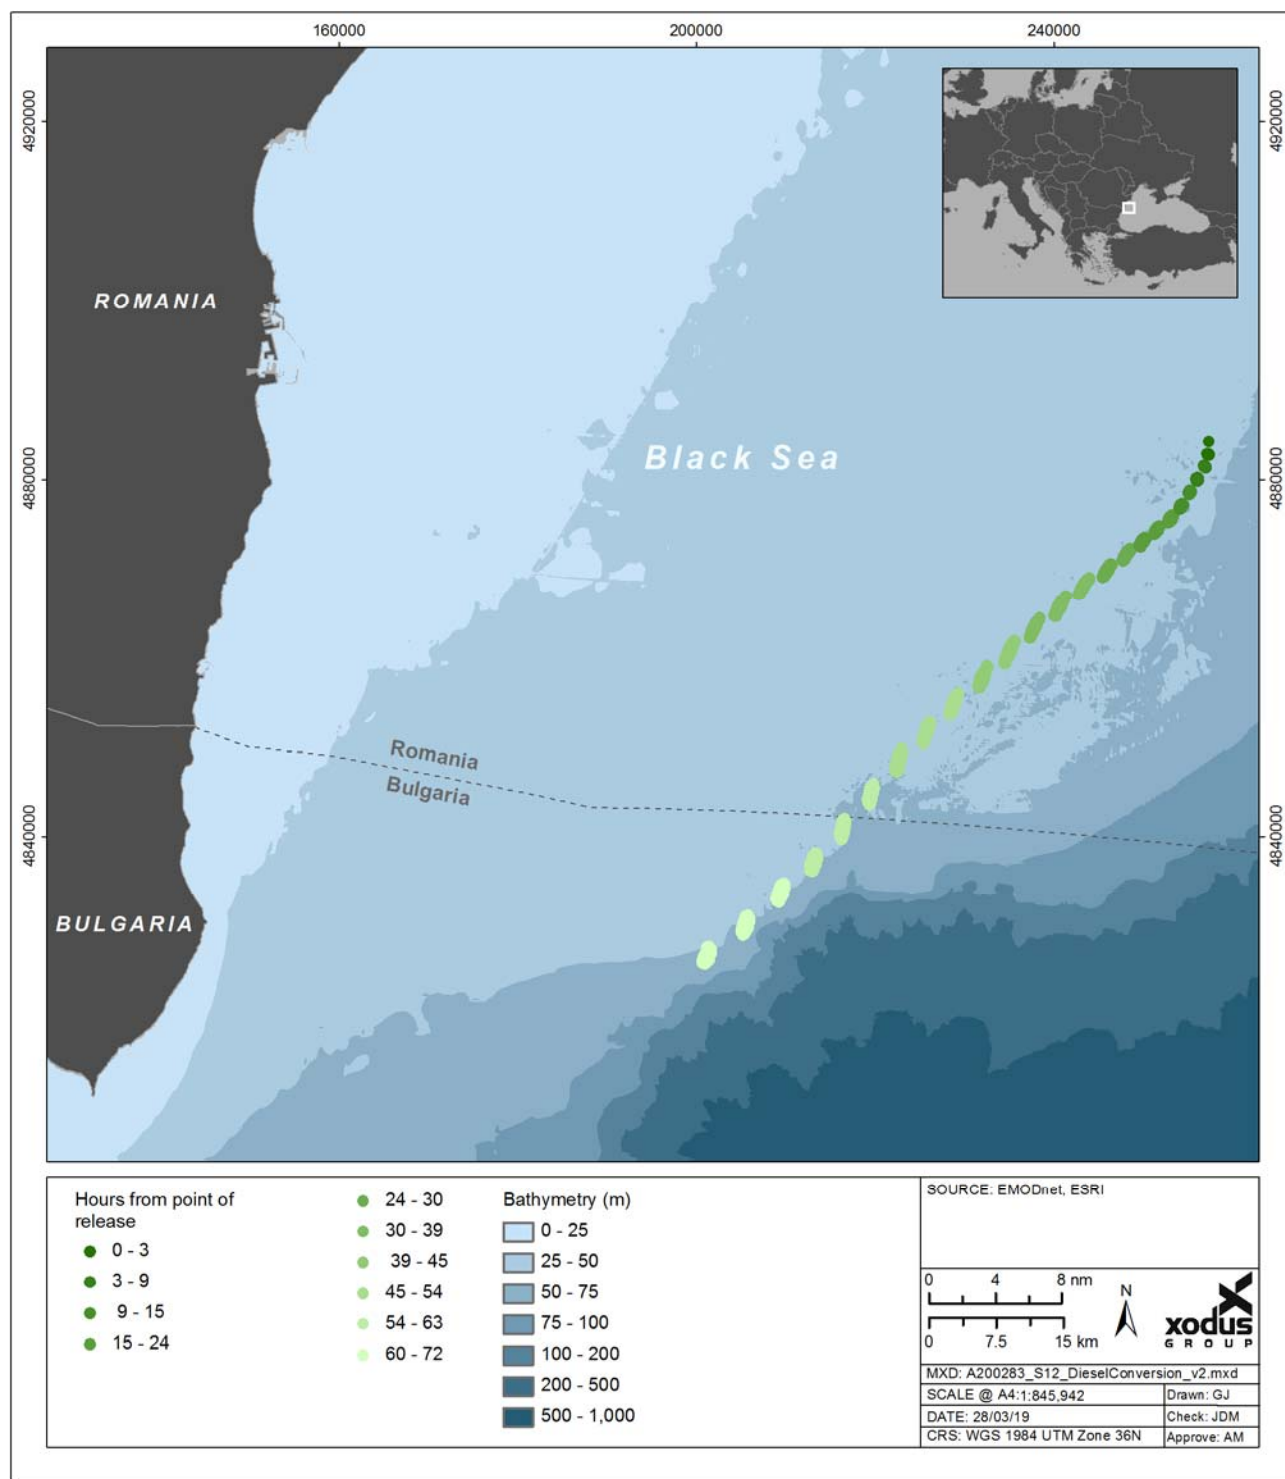 160000
200000
240000
4920000
4920000
ROMANIA
Black Sea
4880000
4880000
Romania
Bulgaria
4840000
4840000
BULGARIA
Hours from point of
release
0 - 3
3 - 9
9 - 15
15 - 24
24 - 30
30 - 39
39 - 45
45 - 54
54 - 63
60 - 72
Bathymetry (m)
0 - 25
25 - 50
50 - 75
75 - 100
100 - 200
200 - 500
500 - 1,000
SOURCE: EMODnet, ESRI
0 4 8 nm
0 7.5 15 km
N
xodus
GROUP
MXD: A200283_S12_DieselConversion_v2.mxd
SCALE @ A4:1:845,942
Drawn: GJ
DATE: 28/03/19
Check: JDM
CRS: WGS 1984 UTM Zone 36N
Approve: AM